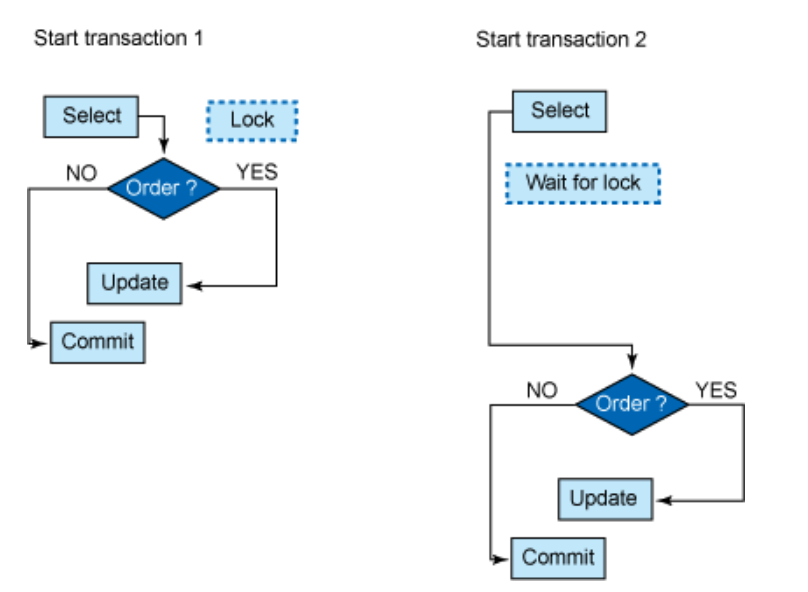 Start transaction 1
Select
Lock
NO
YES
Order ?
Update
Commit
Start transaction 2
Select
Wait for lock
NO
YES
Order ?
Update
Commit